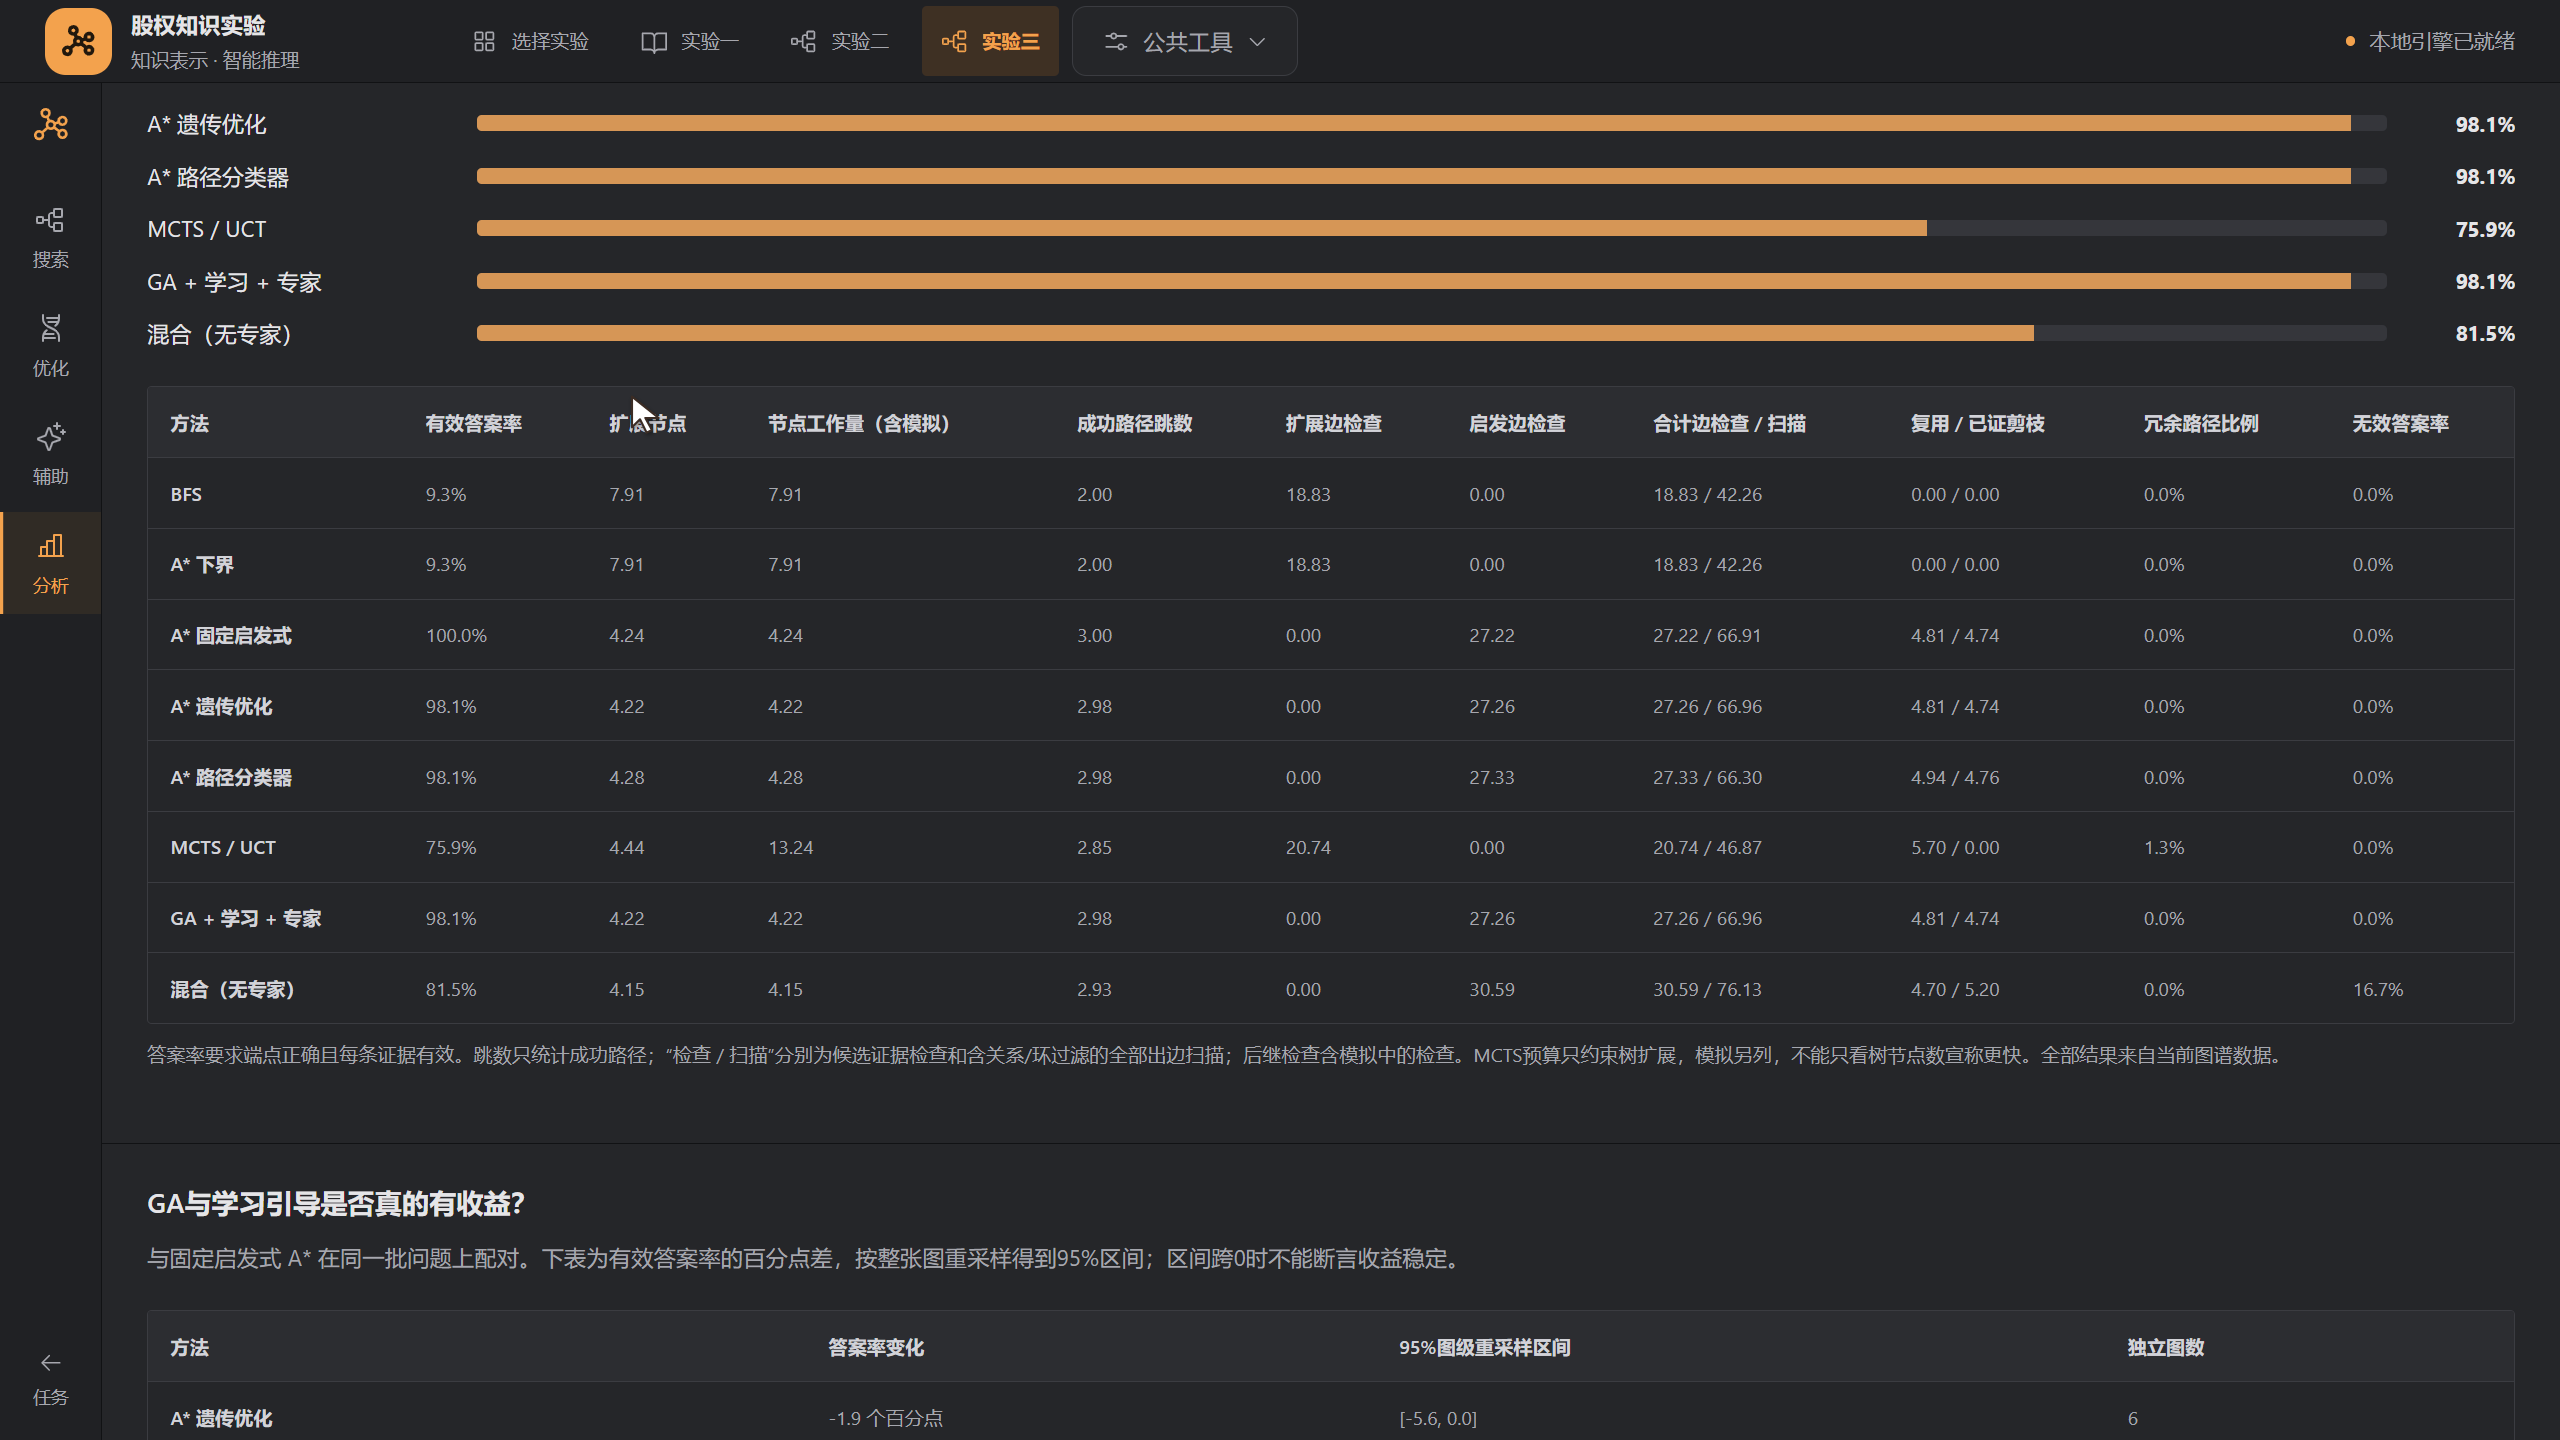 股权知识实验
知识表示 · 智能推理
选择实验
实验一
实验二
实验三
公共工具
本地引擎已就绪
搜索
优化
辅助
分析
任务
A* 遗传优化 98.1%
A* 路径分类器 98.1%
MCTS / UCT 75.9%
GA + 学习 + 专家 98.1%
混合（无专家） 81.5%
方法 有效答案率 扩展节点 节点工作量（含模拟） 成功路径跳数 扩展边检查 启发边检查 合计边检查 / 扫描 复用 / 已证剪枝 冗余路径比例 无效答案率
BFS 9.3% 7.91 7.91 2.00 18.83 0.00 18.83 / 42.26 0.00 / 0.00 0.0% 0.0%
A* 下界 9.3% 7.91 7.91 2.00 18.83 0.00 18.83 / 42.26 0.00 / 0.00 0.0% 0.0%
A* 固定启发式 100.0% 4.24 4.24 3.00 0.00 27.22 27.22 / 66.91 4.81 / 4.74 0.0% 0.0%
A* 遗传优化 98.1% 4.22 4.22 2.98 0.00 27.26 27.26 / 66.96 4.81 / 4.74 0.0% 0.0%
A* 路径分类器 98.1% 4.28 4.28 2.98 0.00 27.33 27.33 / 66.30 4.94 / 4.76 0.0% 0.0%
MCTS / UCT 75.9% 4.44 13.24 2.85 20.74 0.00 20.74 / 46.87 5.70 / 0.00 1.3% 0.0%
GA + 学习 + 专家 98.1% 4.22 4.22 2.98 0.00 27.26 27.26 / 66.96 4.81 / 4.74 0.0% 0.0%
混合（无专家） 81.5% 4.15 4.15 2.93 0.00 30.59 30.59 / 76.13 4.70 / 5.20 0.0% 16.7%
答案率要求端点正确且每条证据有效。跳数只统计成功路径；“检查 / 扫描”分别为候选证据检查和含关系/环过滤的全部出边扫描；后继检查含模拟中的检查。MCTS预算只约束树扩展，模拟另列，不能只看树节点数宣称更快。全部结果来自当前图谱数据。
GA与学习引导是否真的有收益？
与固定启发式 A* 在同一批问题上配对。下表为有效答案率的百分点差，按整张图重采样得到95%区间；区间跨0时不能断言收益稳定。
方法 答案率变化 95%图级重采样区间 独立图数
A* 遗传优化 -1.9 个百分点 [-5.6, 0.0] 6